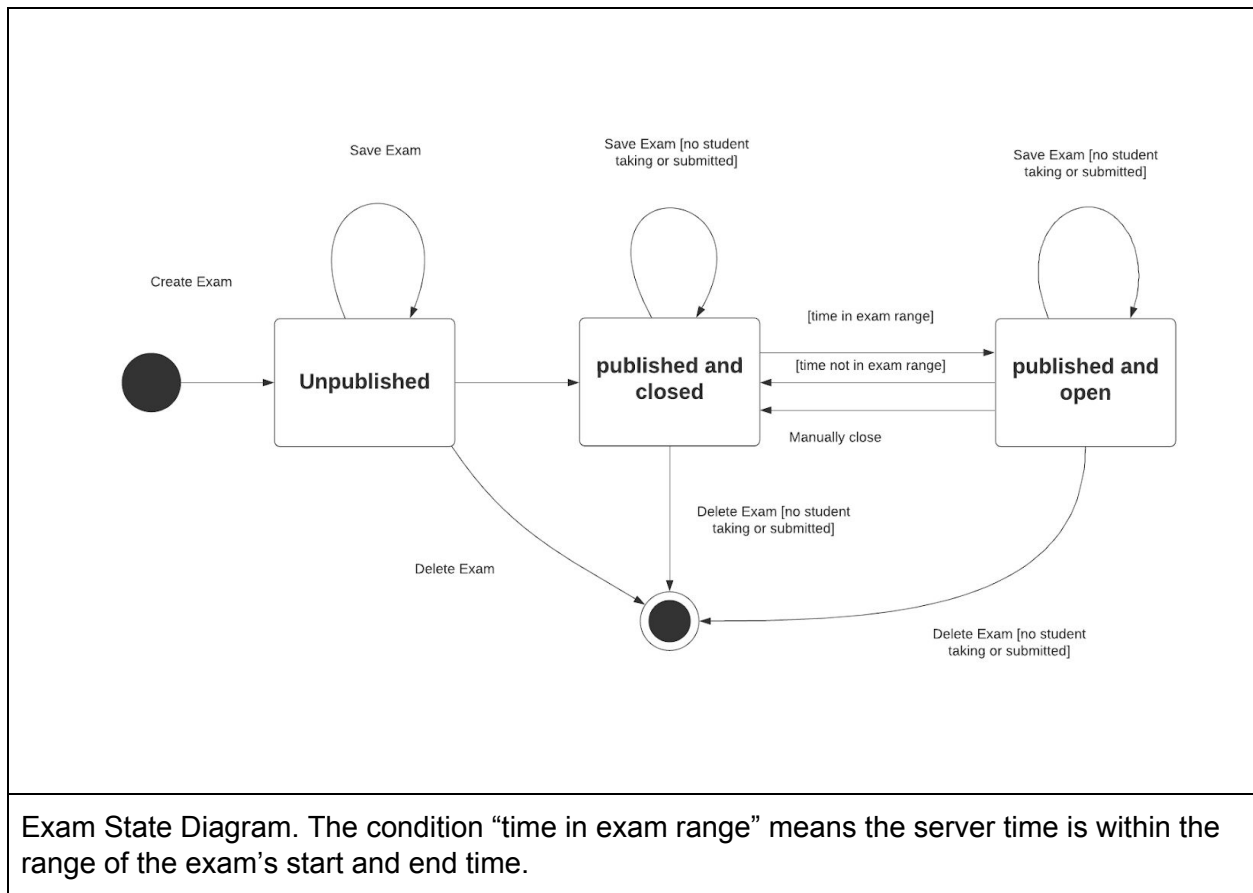 Save Exam
Save Exam [no student
taking or submitted]
Save Exam [no student
taking or submitted]
Create Exam
[time in exam range]
Unpublished
published and
closed
[time not in exam range]
published and
open
Manually close
Delete Exam [no student
taking or submitted]
Delete Exam
Delete Exam [no student
taking or submitted]
Exam State Diagram. The condition “time in exam range” means the server time is within the
range of the exam’s start and end time.